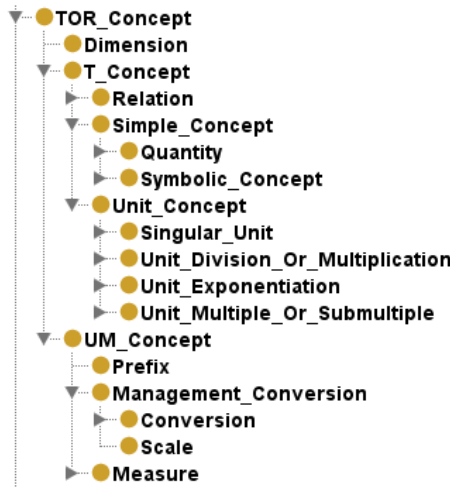 TOR_Concept
Dimension
T_Concept
Relation
Simple_Concept
Quantity
Symbolic_Concept
Unit_Concept
Singular_Unit
Unit_Division_Or_Multiplication
Unit_Exponentiation
Unit_Multiple_Or_Submultiple
UM_Concept
Prefix
Management_Conversion
Conversion
Scale
Measure